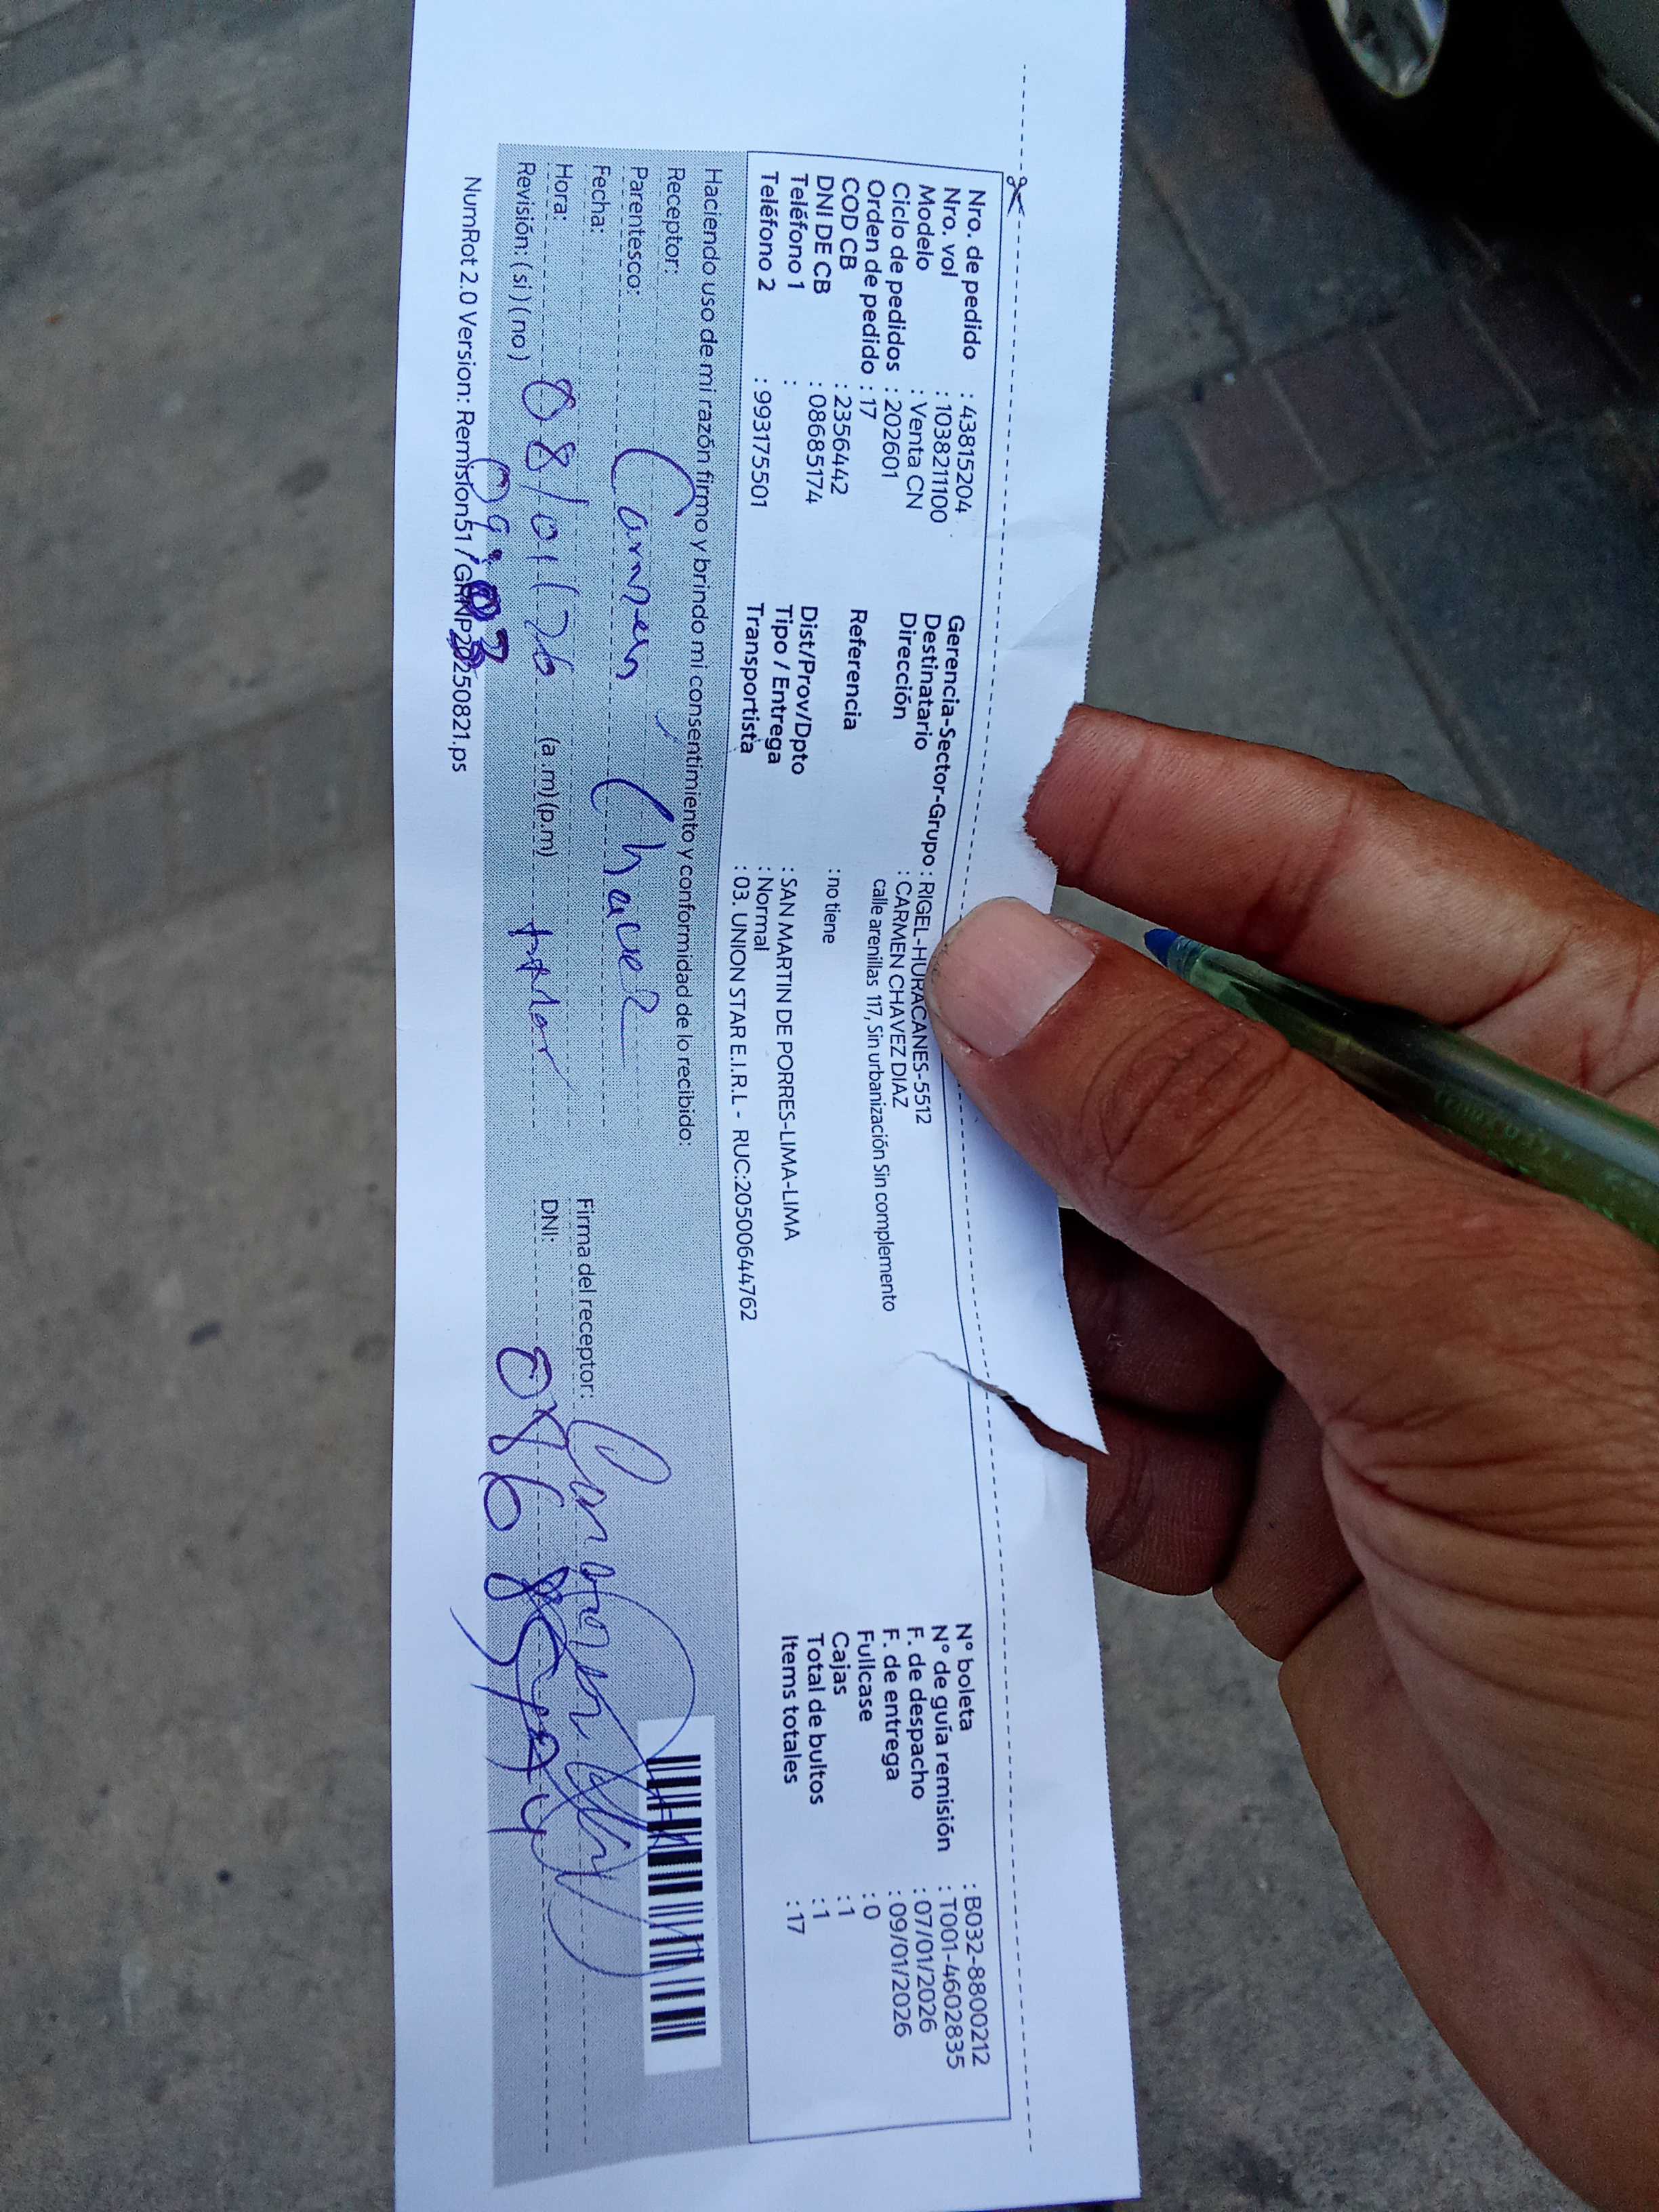 Nro. de pedido : 43815204
Nro. vol : 1038211100
Modelo : Venta CN
Ciclo de pedidos : 202601
Orden de pedido : 17
COD CB : 2356442
DNI DE CB : 08685174
Teléfono 1 :
Teléfono 2 : 993175501
Gerencia-Sector-Grupo : RIGEL-HURACANES-5512
Destinatario : CARMEN CHAVEZ DIAZ
Dirección calle arenillas 117, Sin urbanización Sin complemento
Referencia : no tiene
Dist/Prov/Dpto : SAN MARTIN DE PORRES-LIMA-LIMA
Tipo / Entrega : Normal
Transportista : 03. UNION STAR E.I.R.L - RUC:20500644762
N° boleta : B032-8800212
N° de guía remisión : T001-4602835
F. de despacho : 07/01/2026
F. de entrega : 09/01/2026
Fullcase : 0
Cajas : 1
Total de bultos : 1
Items totales : 17
Haciendo uso de mi razón firmo y brindo mi consentimiento y conformidad de lo recibido:
Receptor: Carmen Chavez
Parentesco:
Fecha: 08/01/26
Hora: (a.m) (p.m)
Revisión: ( si ) ( no )
Firma del receptor:
DNI:
NumRot 2.0 Version: Remision51 / GRNP20250821.ps